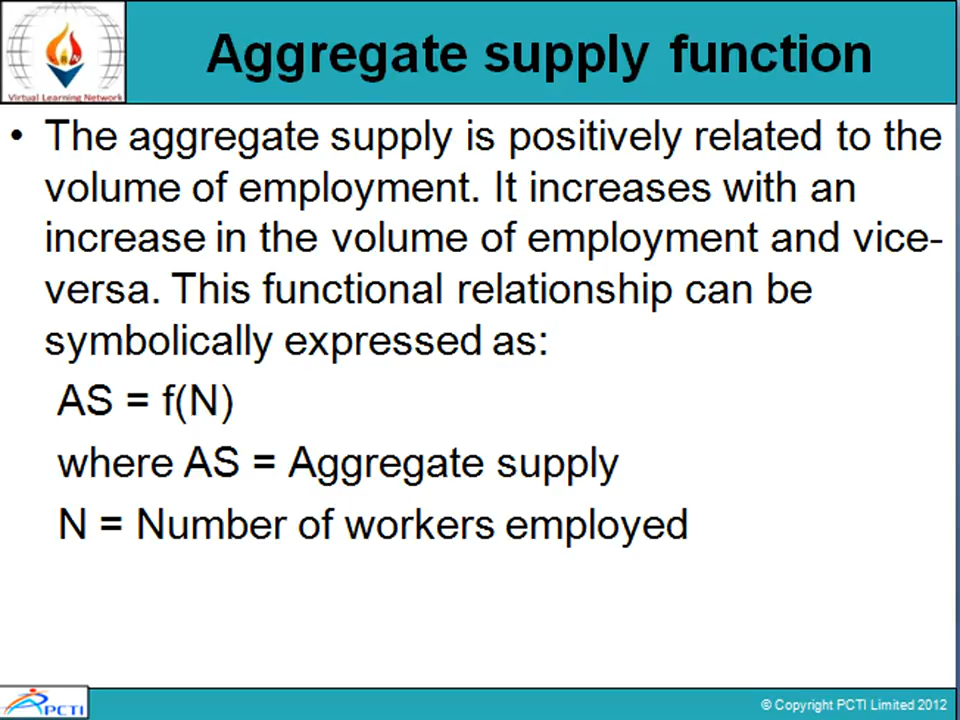 Aggregate supply function
Virtual Learning Network
• The aggregate supply is positively related to the
volume of employment. It increases with an
increase in the volume of employment and vice-
versa. This functional relationship can be
symbolically expressed as:
AS = f(N)
where AS = Aggregate supply
N = Number of workers employed
PCTI
© Copyright PCTI Limited 2012